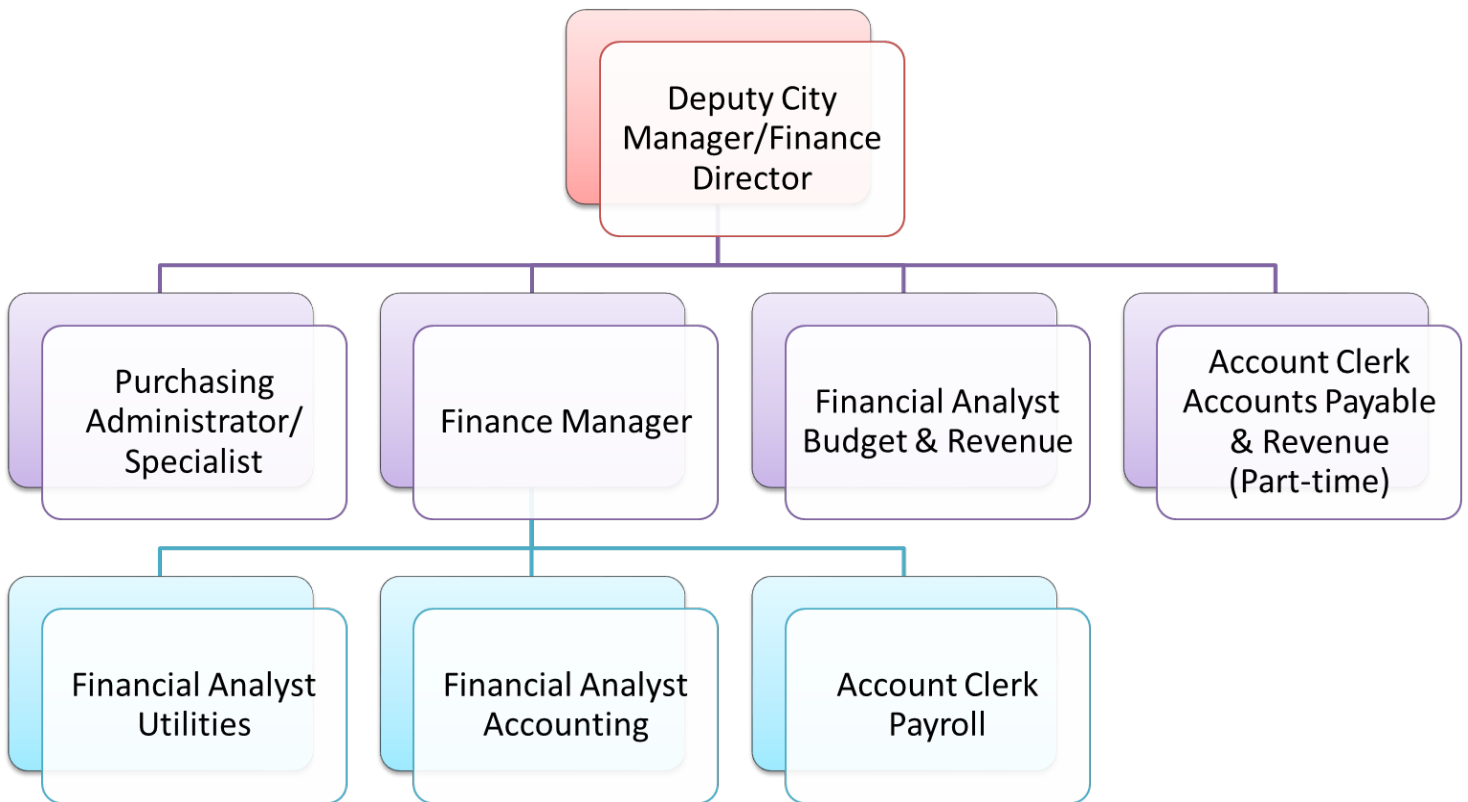 Deputy City
Manager/Finance
Director
Purchasing
Administrator/
Specialist
Finance Manager
Financial Analyst
Budget & Revenue
Account Clerk
Accounts Payable
& Revenue
(Part-time)
Financial Analyst
Utilities
Financial Analyst
Accounting
Account Clerk
Payroll